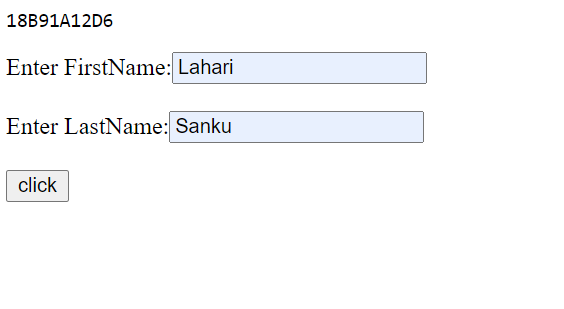 18B91A12D6
Enter FirstName: Lahari
Enter LastName: Sanku
click